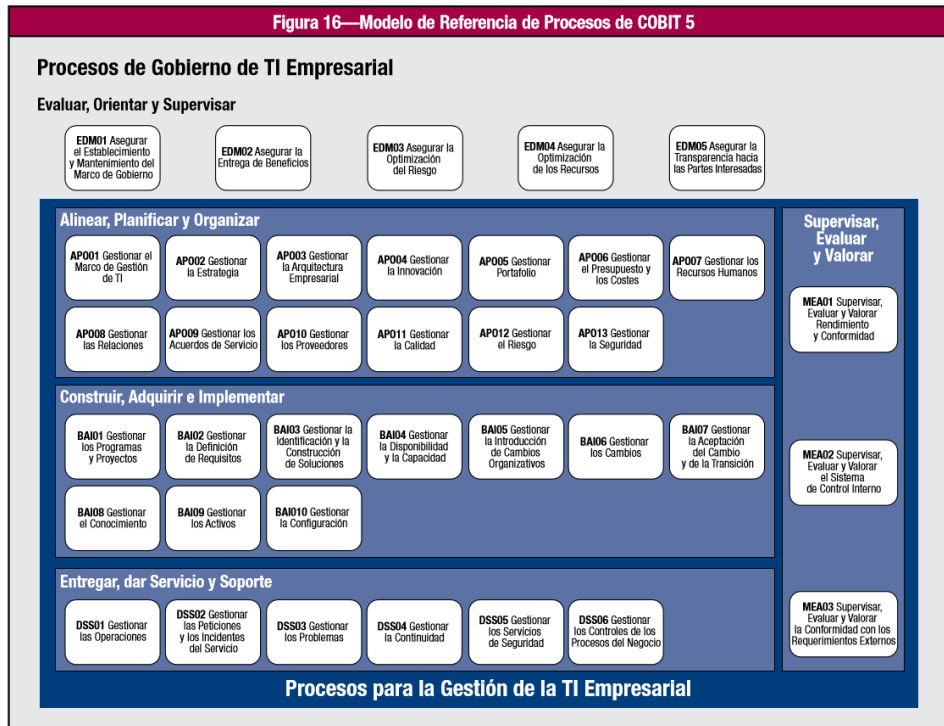 Figura 16—Modelo de Referencia de Procesos de COBIT 5
Procesos de Gobierno de TI Empresarial
Evaluar, Orientar y Supervisar
EDM01 Asegurar
el Establecimiento
y Mantenimiento del
Marco de Gobierno
EDM02 Asegurar la
Entrega de Beneficios
EDM03 Asegurar la
Optimización
del Riesgo
EDM04 Asegurar la
Optimización
de los Recursos
EDM05 Asegurar la
Transparencia hacia
las Partes Interesadas
Alinear, Planificar y Organizar
AP001 Gestionar el
Marco de Gestión
de TI
AP002 Gestionar
la Estrategia
AP003 Gestionar
la Arquitectura
Empresarial
AP004 Gestionar
la Innovación
AP005 Gestionar
Portafolio
AP006 Gestionar
el Presupuesto y
los Costes
AP007 Gestionar los
Recursos Humanos
AP008 Gestionar
las Relaciones
AP009 Gestionar los
Acuerdos de Servicio
AP010 Gestionar
los Proveedores
AP011 Gestionar
la Calidad
AP012 Gestionar
el Riesgo
AP013 Gestionar
la Seguridad
Construir, Adquirir e Implementar
BAI01 Gestionar
los Programas
y Proyectos
BAI02 Gestionar
la Definición
de Requisitos
BAI03 Gestionar la
Identificación y la
Construcción
de Soluciones
BAI04 Gestionar
la Disponibilidad
y la Capacidad
BAI05 Gestionar
la Introducción
de Cambios
Organizativos
BAI06 Gestionar
los Cambios
BAI07 Gestionar
la Aceptación
del Cambio
y de la Transición
BAI08 Gestionar
el Conocimiento
BAI09 Gestionar
los Activos
BAI010 Gestionar
la Configuración
Entregar, dar Servicio y Soporte
DSS01 Gestionar
las Operaciones
DSS02 Gestionar
las Peticiones
y los Incidentes
del Servicio
DSS03 Gestionar
los Problemas
DSS04 Gestionar
la Continuidad
DSS05 Gestionar
los Servicios
de Seguridad
DSS06 Gestionar
los Controles de los
Procesos del Negocio
Supervisar,
Evaluar
y Valorar
MEA01 Supervisar,
Evaluar y Valorar
Rendimiento
y Conformidad
MEA02 Supervisar,
Evaluar y Valorar
el Sistema
de Control Interno
MEA03 Supervisar,
Evaluar y Valorar
la Conformidad con los
Requerimientos Externos
Procesos para la Gestión de la TI Empresarial